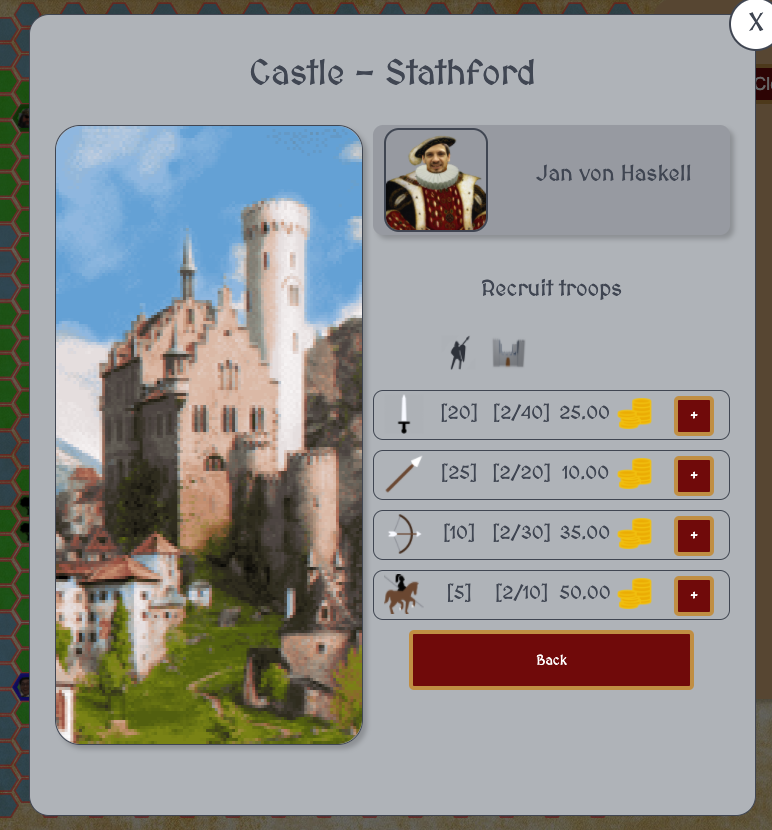 X
Castle – Stathford
Jan von Haskell
Recruit troops
[20] [2/40] 25.00 +
[25] [2/20] 10.00 +
[10] [2/30] 35.00 +
[5] [2/10] 50.00 +
Back